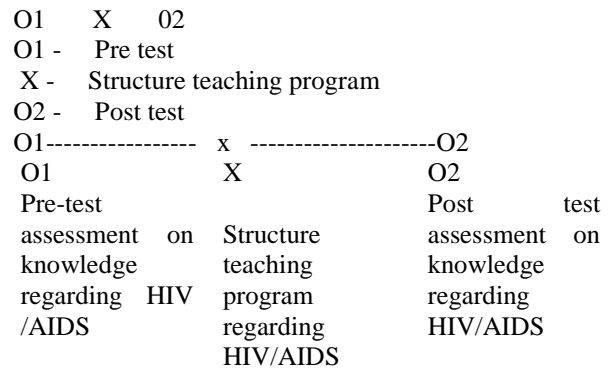 O1 X 02
O1 - Pre test
X - Structure teaching program
O2 - Post test
O1----------------- x ---------------------O2
O1 X O2
Pre-test assessment on knowledge regarding HIV /AIDS
Structure teaching program regarding HIV/AIDS
Post test assessment on knowledge regarding HIV/AIDS